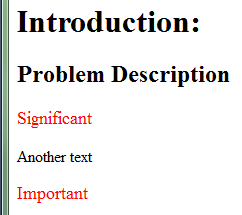 Introduction:
Problem Description
Significant
Another text
Important